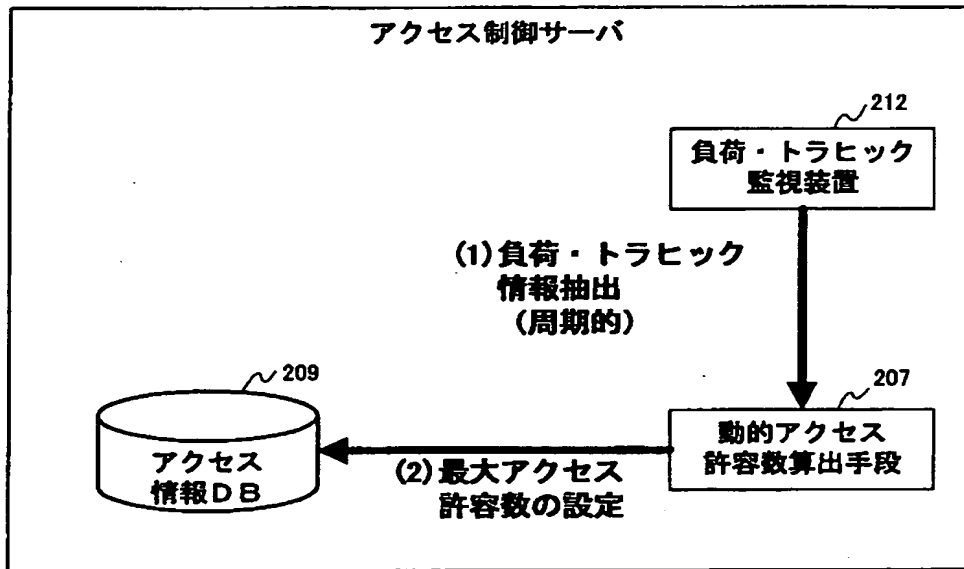 アクセス制御サーバ
212
負荷・トラヒック
監視装置
(1)負荷・トラヒック
情報抽出
(周期的)
209
アクセス
情報DB
207
動的アクセス
許容数算出手段
(2)最大アクセス
許容数の設定